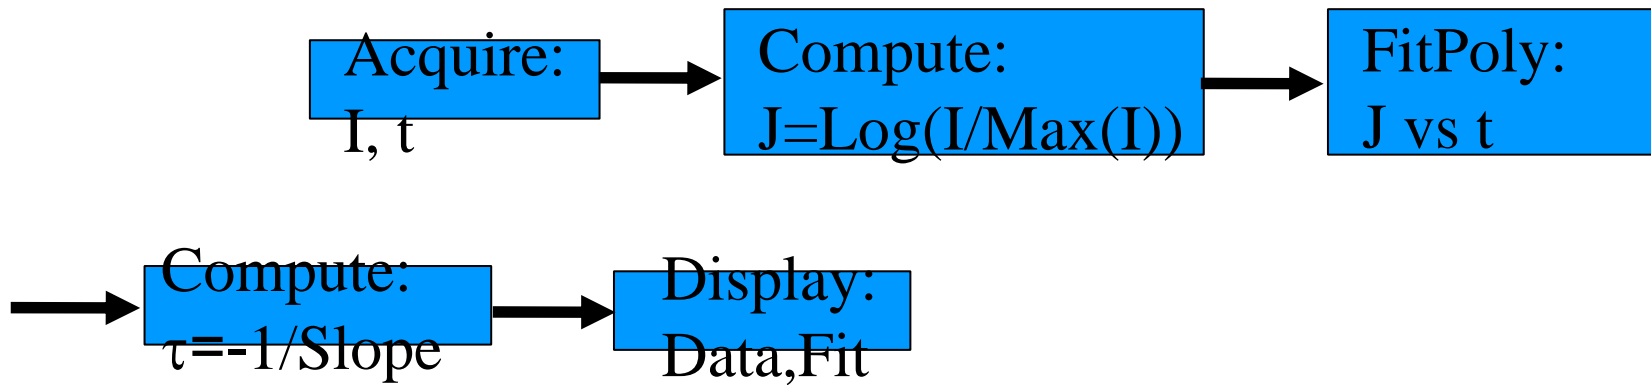 Acquire:
I, t
Compute:
J=Log(I/Max(I))
FitPoly:
J vs t
Compute:
τ=-1/Slope
Display:
Data,Fit